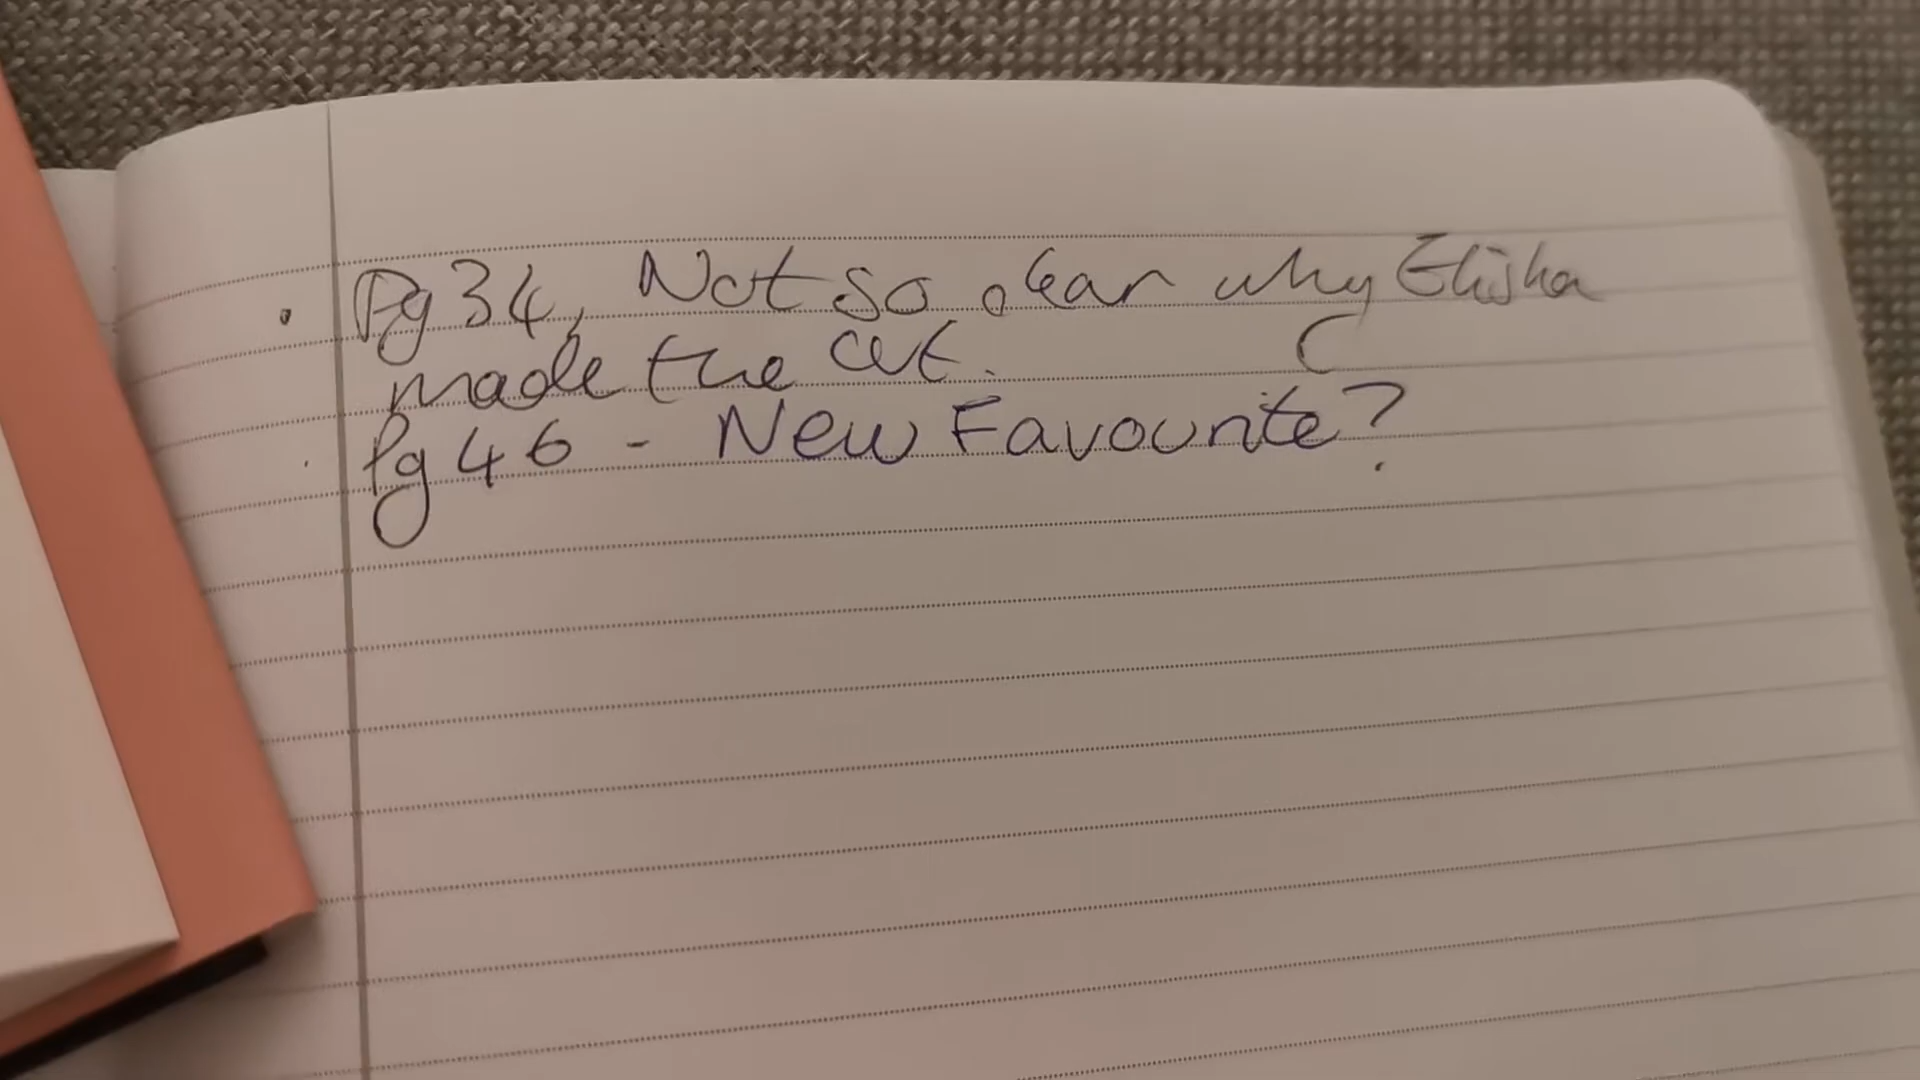 • Pg 34, Not so clear why Elisha
made the cut.
• Pg 46 - New Favourite?